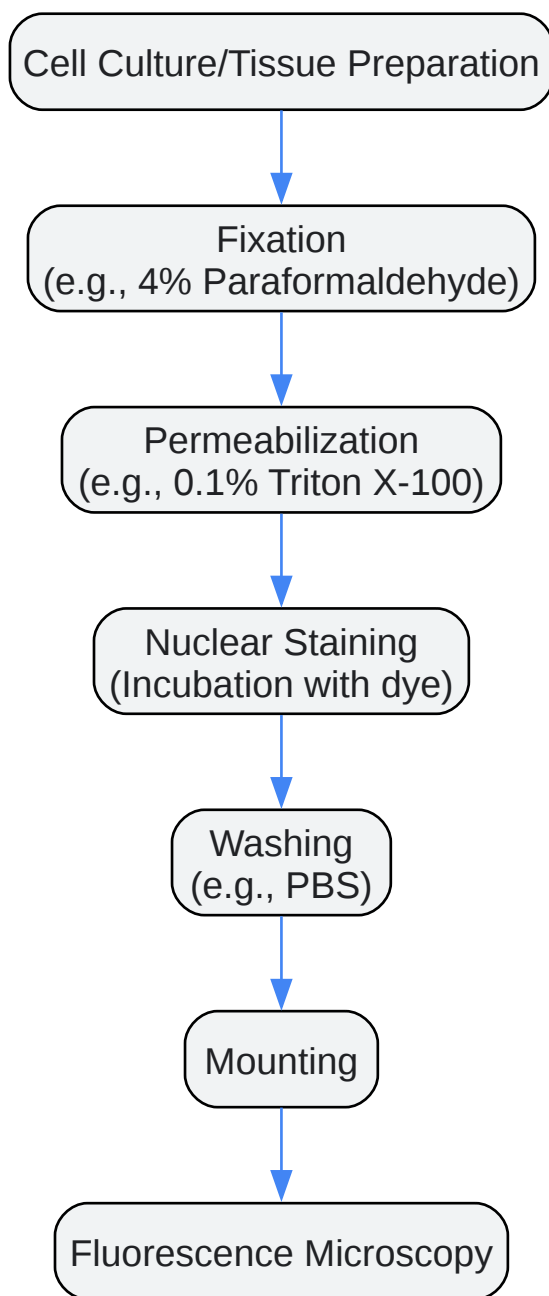 Cell Culture/Tissue Preparation
Fixation
(e.g., 4% Paraformaldehyde)
Permeabilization
(e.g., 0.1% Triton X-100)
Nuclear Staining
(Incubation with dye)
Washing
(e.g., PBS)
Mounting
Fluorescence Microscopy